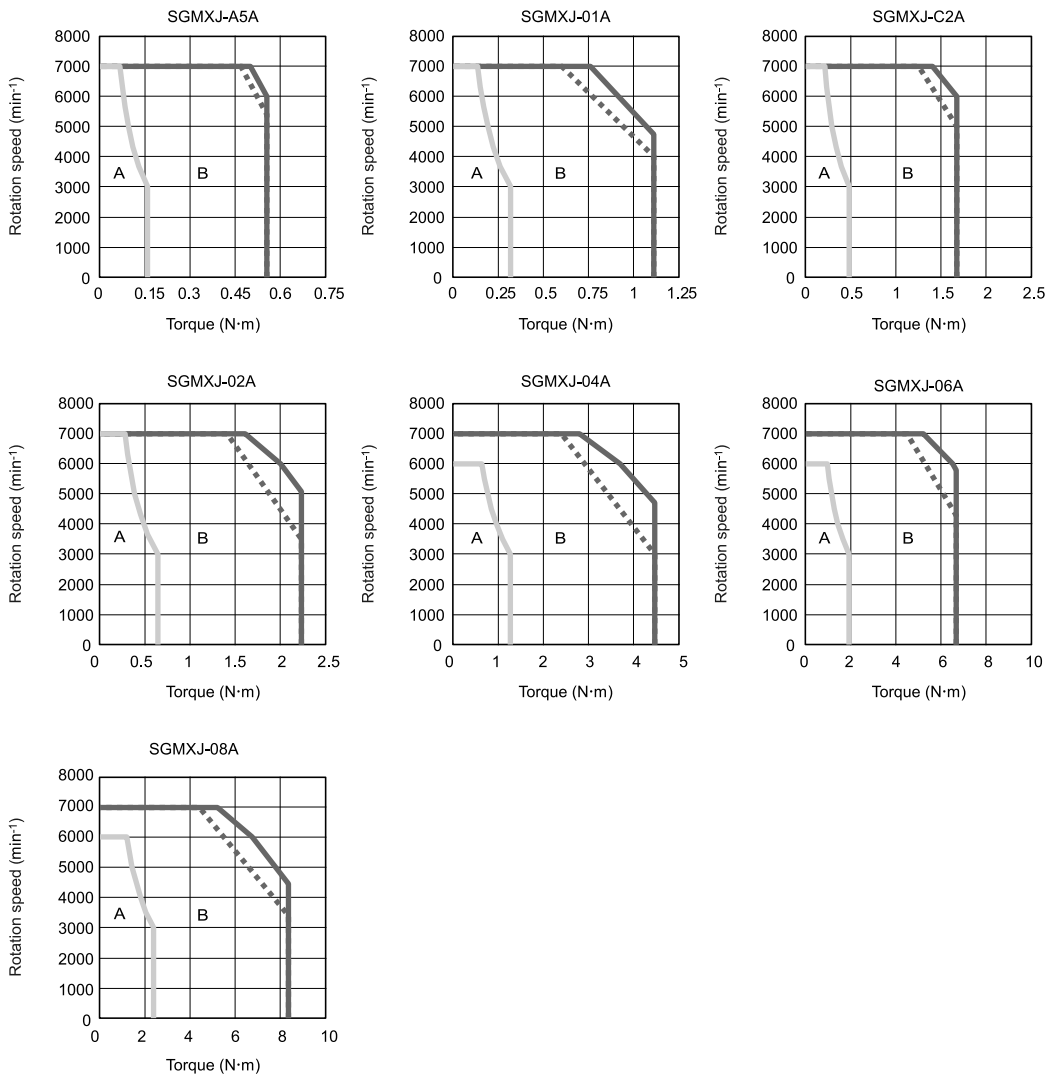 SGMXJ-A5A
Rotation speed (min-1)
8000
7000
6000
5000
4000
3000
2000
1000
0
A
B
0 0.15 0.3 0.45 0.6 0.75
Torque (N·m)
SGMXJ-01A
Rotation speed (min-1)
8000
7000
6000
5000
4000
3000
2000
1000
0
A
B
0 0.25 0.5 0.75 1 1.25
Torque (N·m)
SGMXJ-C2A
Rotation speed (min-1)
8000
7000
6000
5000
4000
3000
2000
1000
0
A
B
0 0.5 1 1.5 2 2.5
Torque (N·m)
SGMXJ-02A
Rotation speed (min-1)
8000
7000
6000
5000
4000
3000
2000
1000
0
A
B
0 0.5 1 1.5 2 2.5
Torque (N·m)
SGMXJ-04A
Rotation speed (min-1)
8000
7000
6000
5000
4000
3000
2000
1000
0
A
B
0 1 2 3 4 5
Torque (N·m)
SGMXJ-06A
Rotation speed (min-1)
8000
7000
6000
5000
4000
3000
2000
1000
0
A
B
0 2 4 6 8 10
Torque (N·m)
SGMXJ-08A
Rotation speed (min-1)
8000
7000
6000
5000
4000
3000
2000
1000
0
A
B
0 2 4 6 8 10
Torque (N·m)